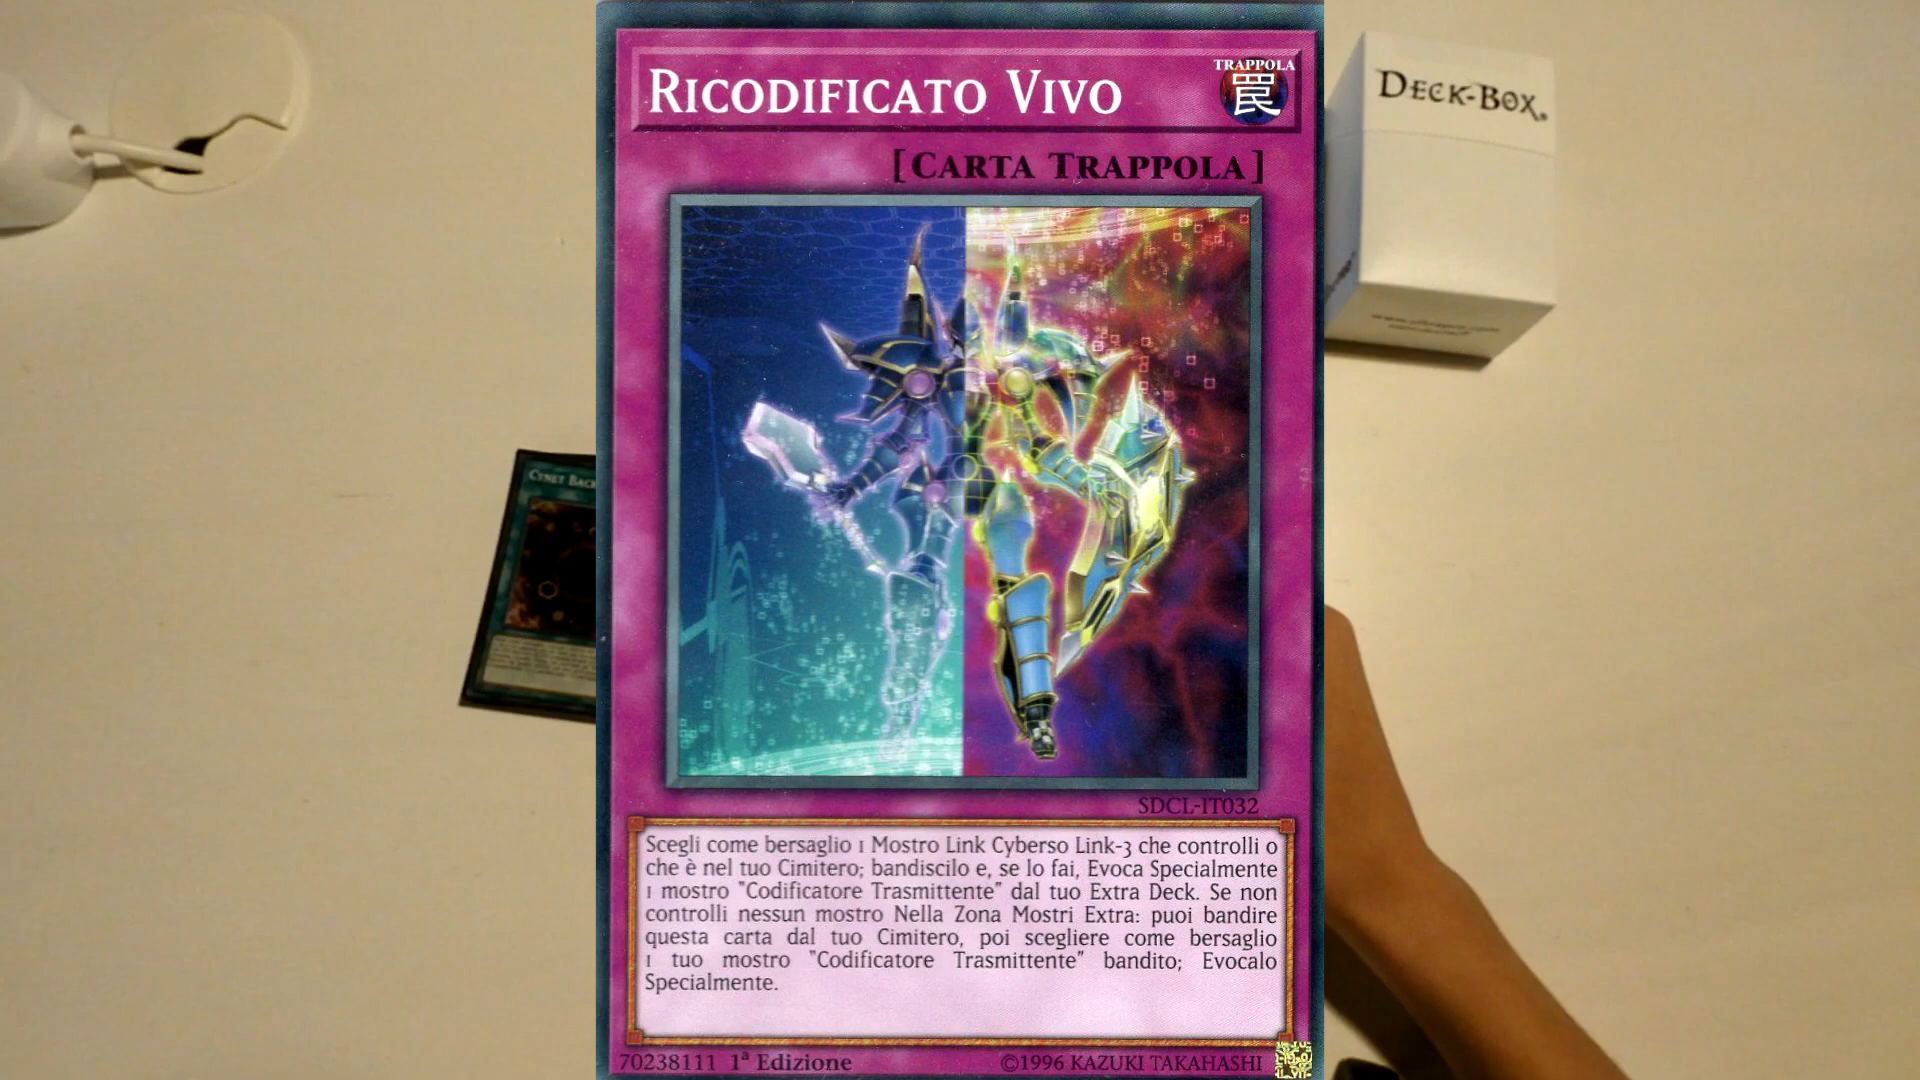 RICODIFICATO VIVO
TRAPPOLA
罠
[CARTA TRAPPOLA]
DECK-BOX
CYNET BACK
SDCL-IT032
Scegli come bersaglio 1 Mostro Link Cyberso Link-3 che controlli o
che è nel tuo Cimitero; bandiscilo e, se lo fai, Evoca Specialmente
1 mostro "Codificatore Trasmittente" dal tuo Extra Deck. Se non
controlli nessun mostro Nella Zona Mostri Extra: puoi bandire
questa carta dal tuo Cimitero, poi scegliere come bersaglio
1 tuo mostro "Codificatore Trasmittente" bandito; Evocalo
Specialmente.
70238111 1ª Edizione
©1996 KAZUKI TAKAHASHI